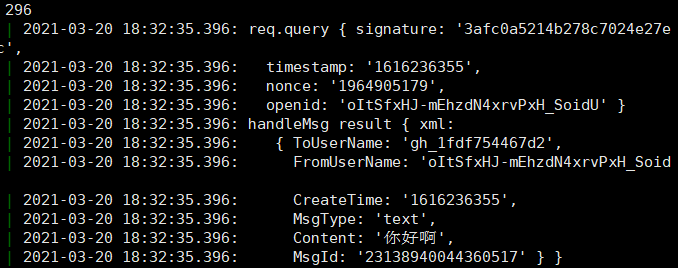 296
| 2021-03-20 18:32:35.396: req.query { signature: '3afc0a5214b278c7024e27e
c',
| 2021-03-20 18:32:35.396:   timestamp: '1616236355',
| 2021-03-20 18:32:35.396:   nonce: '1964905179',
| 2021-03-20 18:32:35.396:   openid: 'oItSfxHJ-mEhzdN4xrvPxH_SoidU' }
| 2021-03-20 18:32:35.396: handleMsg result { xml:
| 2021-03-20 18:32:35.396:    { ToUserName: 'gh_1fdf754467d2',
| 2021-03-20 18:32:35.396:      FromUserName: 'oItSfxHJ-mEhzdN4xrvPxH_Soid
| 2021-03-20 18:32:35.396:      CreateTime: '1616236355',
| 2021-03-20 18:32:35.396:      MsgType: 'text',
| 2021-03-20 18:32:35.396:      Content: '你好啊',
| 2021-03-20 18:32:35.396:      MsgId: '23138940044360517' } }